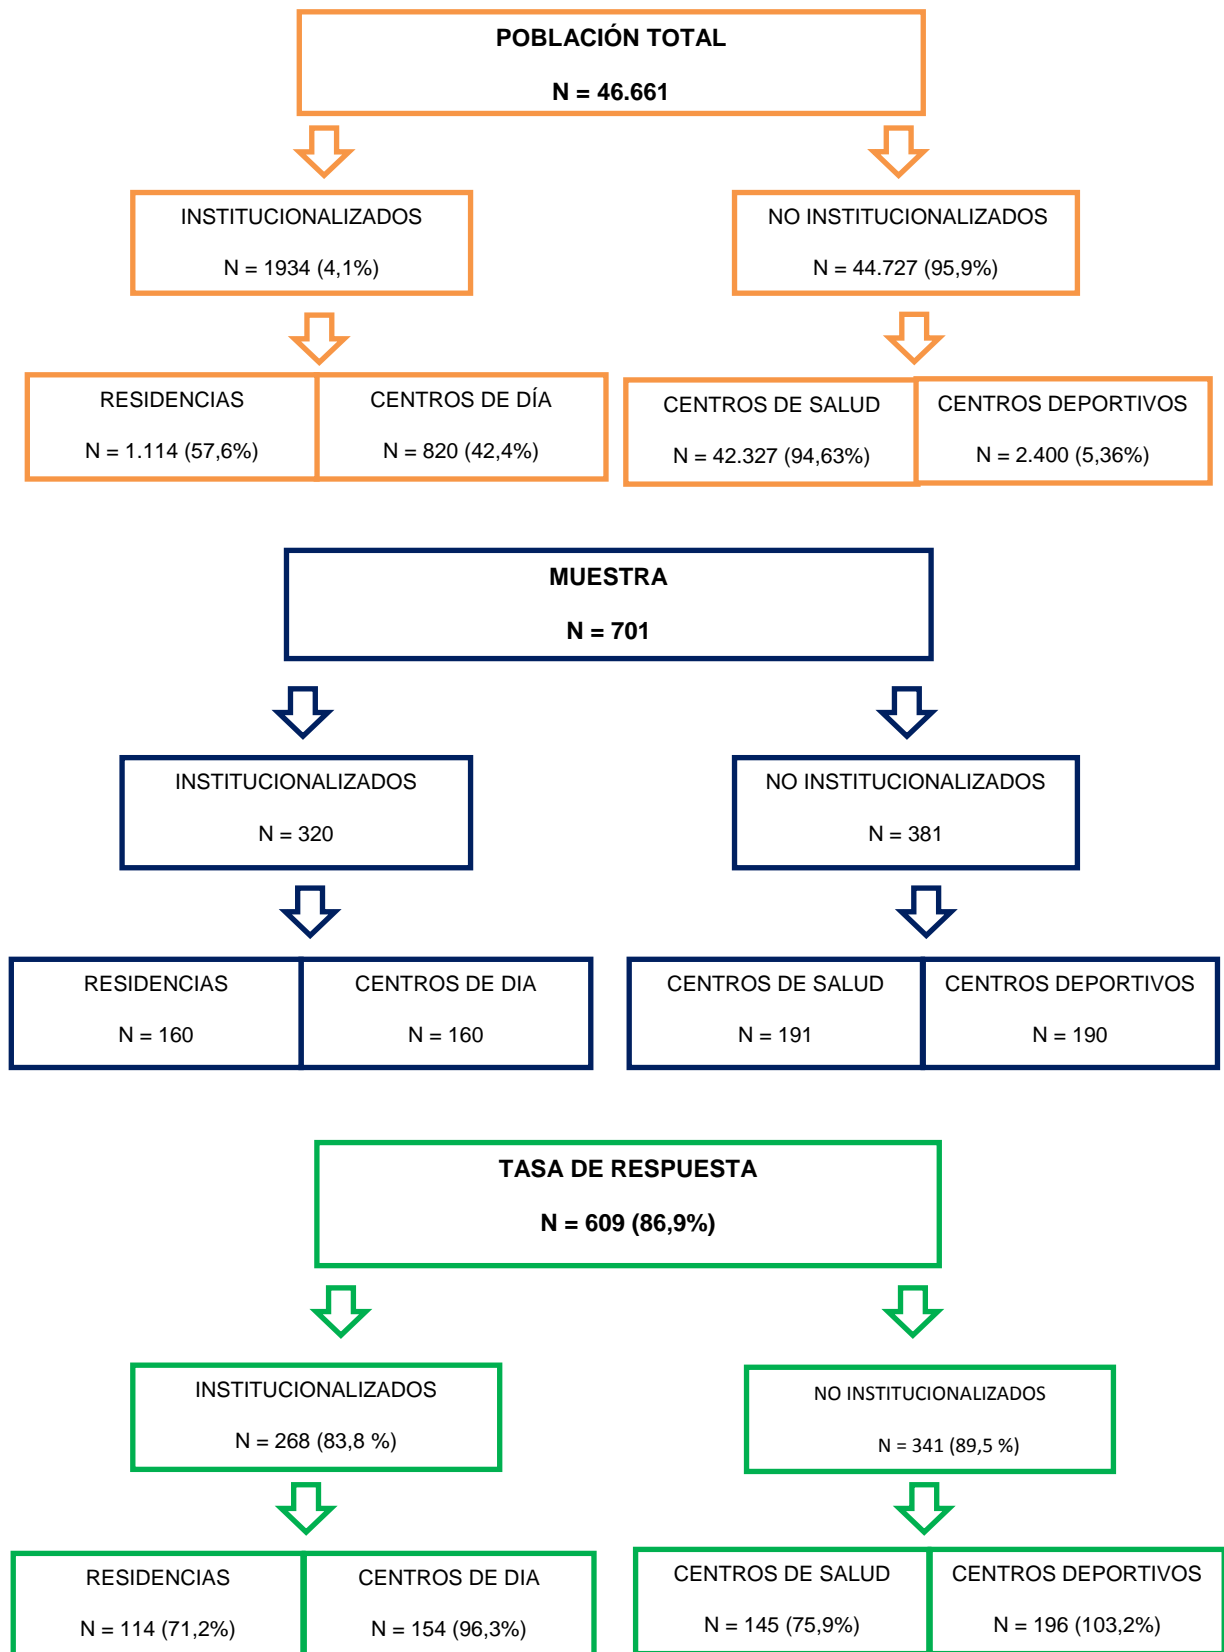 POBLACIÓN TOTAL
N = 46.661
INSTITUCIONALIZADOS
N = 1934 (4,1%)
NO INSTITUCIONALIZADOS
N = 44.727 (95,9%)
RESIDENCIAS
N = 1.114 (57,6%)
CENTROS DE DÍA
N = 820 (42,4%)
CENTROS DE SALUD
N = 42.327 (94,63%)
CENTROS DEPORTIVOS
N = 2.400 (5,36%)
MUESTRA
N = 701
INSTITUCIONALIZADOS
N = 320
NO INSTITUCIONALIZADOS
N = 381
RESIDENCIAS
N = 160
CENTROS DE DIA
N = 160
CENTROS DE SALUD
N = 191
CENTROS DEPORTIVOS
N = 190
TASA DE RESPUESTA
N = 609 (86,9%)
INSTITUCIONALIZADOS
N = 268 (83,8 %)
NO INSTITUCIONALIZADOS
N = 341 (89,5 %)
RESIDENCIAS
N = 114 (71,2%)
CENTROS DE DIA
N = 154 (96,3%)
CENTROS DE SALUD
N = 145 (75,9%)
CENTROS DEPORTIVOS
N = 196 (103,2%)